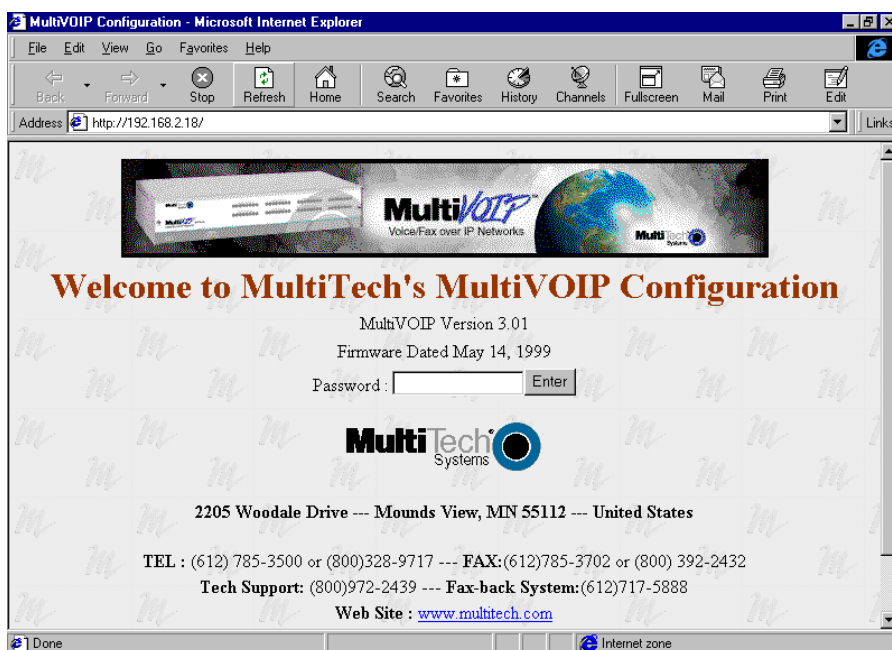 MultiVOIP Configuration - Microsoft Internet Explorer
File Edit View Go Favorites Help
Back Forward Stop Refresh Home Search Favorites History Channels Fullscreen Mail Print Edit
Address http://192.168.2.18/ Links
MultiVOIP™
Voice/Fax over IP Networks
MultiTech Systems
Welcome to MultiTech's MultiVOIP Configuration
MultiVOIP Version 3.01
Firmware Dated May 14, 1999
Password : Enter
MultiTech Systems
2205 Woodale Drive --- Mounds View, MN 55112 --- United States
TEL : (612) 785-3500 or (800)328-9717 --- FAX:(612)785-3702 or (800) 392-2432
Tech Support: (800)972-2439 --- Fax-back System:(612)717-5888
Web Site : www.multitech.com
Done Internet zone